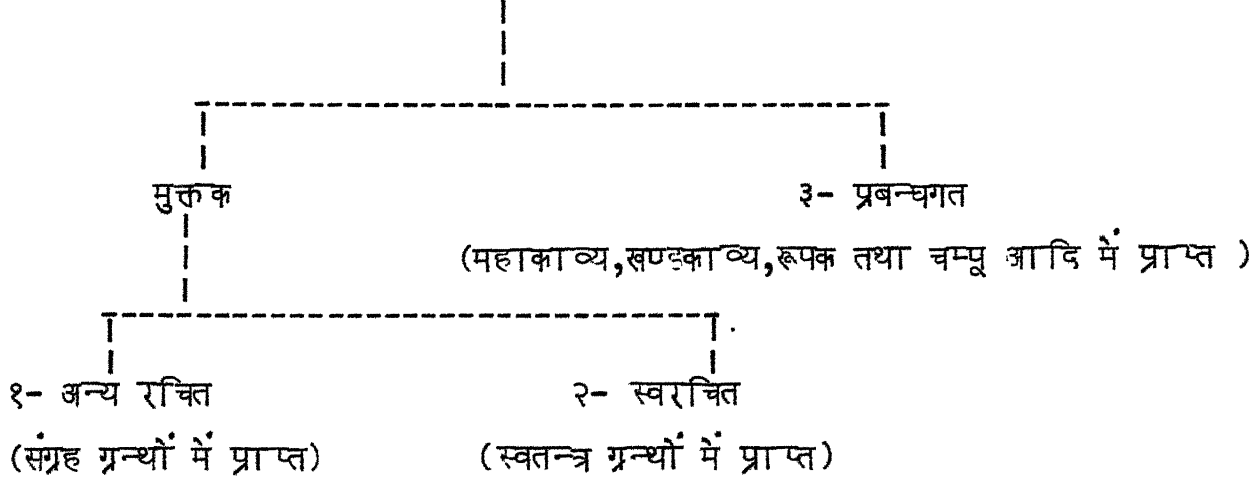 मुक्तक ३- प्रबन्धगत
(महाकाव्य,खण्डकाव्य,रूपक तथा चम्पू आदि में प्राप्त )
१- अन्य रचित २- स्वरचित
(संग्रह ग्रन्थों में प्राप्त) (स्वतन्त्र ग्रन्थों में प्राप्त)